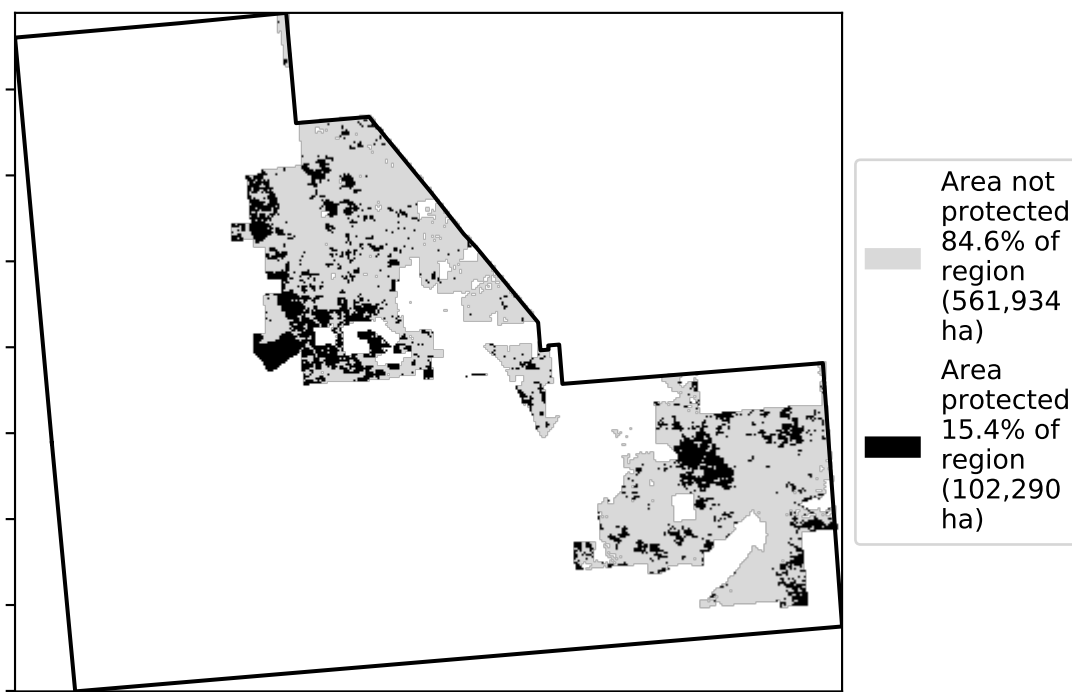 Area not
protected
84.6% of
region
(561,934
ha)
Area
protected
15.4% of
region
(102,290
ha)